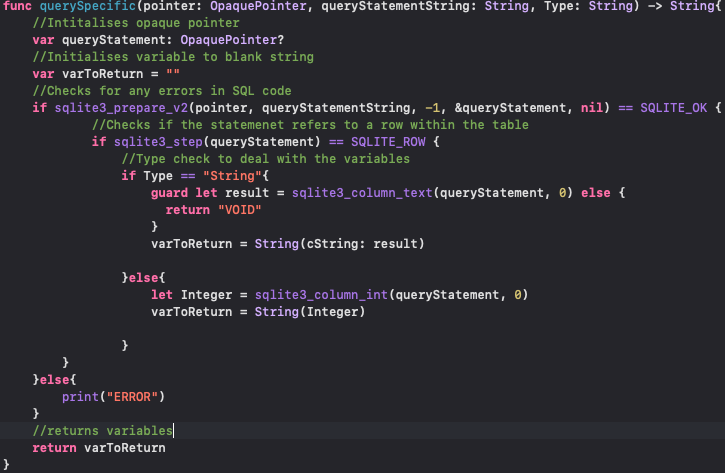 func querySpecific(pointer: OpaquePointer, queryStatementString: String, Type: String) -> String{
    //Intitalises opaque pointer
    var queryStatement: OpaquePointer?
    //Initialises variable to blank string
    var varToReturn = ""
    //Checks for any errors in SQL code
    if sqlite3_prepare_v2(pointer, queryStatementString, -1, &queryStatement, nil) == SQLITE_OK {
            //Checks if the statemenet refers to a row within the table
            if sqlite3_step(queryStatement) == SQLITE_ROW {
                //Type check to deal with the variables
                if Type == "String"{
                    guard let result = sqlite3_column_text(queryStatement, 0) else {
                      return "VOID"
                    }
                    varToReturn = String(cString: result)
                }else{
                    let Integer = sqlite3_column_int(queryStatement, 0)
                    varToReturn = String(Integer)
                }
        }
    }else{
        print("ERROR")
    }
    //returns variables
    return varToReturn
}